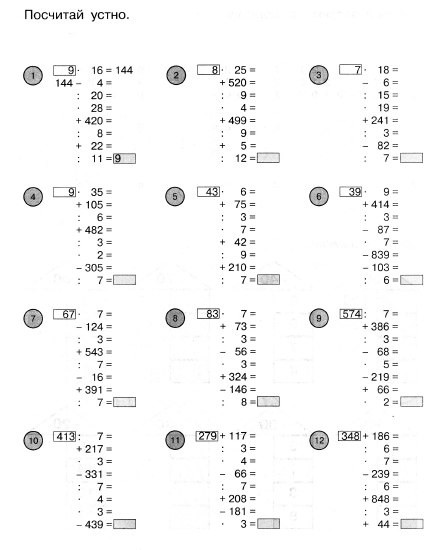 Посчитай устно.
1 9 · 16 = 144
144 – 4 =
: 20 =
· 28 =
+ 420 =
: 8 =
+ 22 =
: 11 = 9
2 8 · 25 =
+ 520 =
: 9 =
· 4 =
+ 499 =
: 9 =
+ 5 =
: 12 =
3 7 · 18 =
– 6 =
: 15 =
· 19 =
+ 241 =
: 3 =
– 82 =
: 7 =
4 9 · 35 =
+ 105 =
: 6 =
+ 482 =
: 3 =
· 2 =
– 305 =
: 7 =
5 43 · 6 =
+ 75 =
: 3 =
· 7 =
+ 42 =
: 9 =
+ 210 =
: 7 =
6 39 · 9 =
+ 414 =
: 3 =
– 87 =
· 7 =
– 839 =
– 103 =
: 6 =
7 67 · 7 =
– 124 =
: 3 =
+ 543 =
: 7 =
– 16 =
+ 391 =
: 7 =
8 83 · 7 =
+ 73 =
: 3 =
– 56 =
· 3 =
+ 324 =
– 146 =
: 8 =
9 574 : 7 =
+ 386 =
: 3 =
– 68 =
· 5 =
– 219 =
+ 66 =
· 2 =
10 413 : 7 =
+ 217 =
· 3 =
– 331 =
: 7 =
· 4 =
· 3 =
– 439 =
11 279 + 117 =
: 3 =
· 4 =
– 66 =
: 7 =
+ 208 =
– 181 =
· 3 =
12 348 + 186 =
: 6 =
· 7 =
– 239 =
: 6 =
+ 848 =
: 3 =
+ 44 =